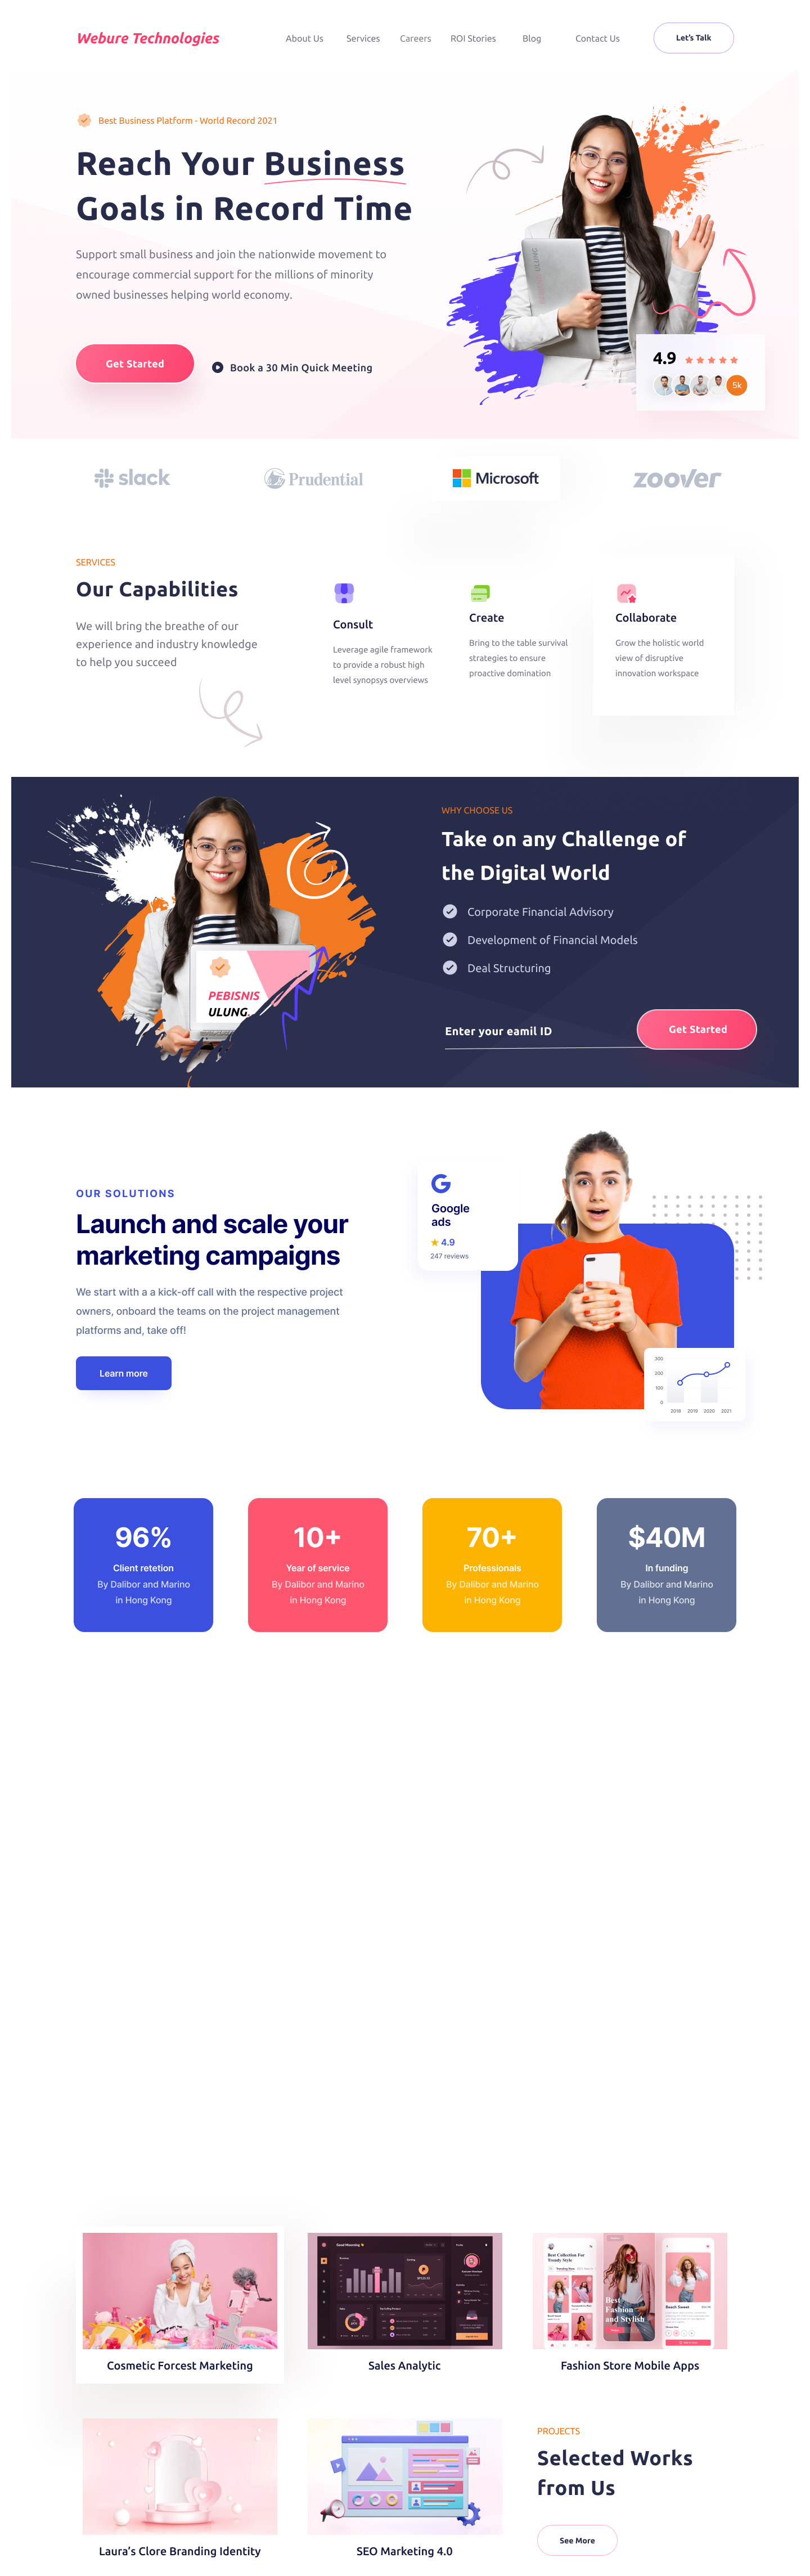 Webure Technologies
About Us
Services
Careers
ROI Stories
Blog
Contact Us
Let's Talk
Best Business Platform - World Record 2021
Reach Your Business
Goals in Record Time
Support small business and join the nationwide movement to
encourage commercial support for the millions of minority
owned businesses helping world economy.
Get Started
Book a 30 Min Quick Meeting
4.9
5k
slack
Prudential
Microsoft
zoover
SERVICES
Our Capabilities
We will bring the breathe of our
experience and industry knowledge
to help you succeed
Consult
Leverage agile framework
to provide a robust high
level synopsys overviews
Create
Bring to the table survival
strategies to ensure
proactive domination
Collaborate
Grow the holistic world
view of disruptive
innovation workspace
PEBISNIS
ULUNG.
WHY CHOOSE US
Take on any Challenge of
the Digital World
Corporate Financial Advisory
Development of Financial Models
Deal Structuring
Enter your eamil ID
Get Started
OUR SOLUTIONS
Launch and scale your
marketing campaigns
We start with a a kick-off call with the respective project
owners, onboard the teams on the project management
platforms and, take off!
Learn more
Google
ads
4.9
247 reviews
300
200
100
0
2018 2019 2020 2021
96%
Client retetion
By Dalibor and Marino
in Hong Kong
10+
Year of service
By Dalibor and Marino
in Hong Kong
70+
Professionals
By Dalibor and Marino
in Hong Kong
$40M
In funding
By Dalibor and Marino
in Hong Kong
Cosmetic Forcest Marketing
Good Mourning
Sales Analytic
Best Collection For
Trendy Style
Best
Fashion
and Stylish
Beach Sweet
Fashion Store Mobile Apps
Laura's Clore Branding Identity
SEO Marketing 4.0
PROJECTS
Selected Works
from Us
See More